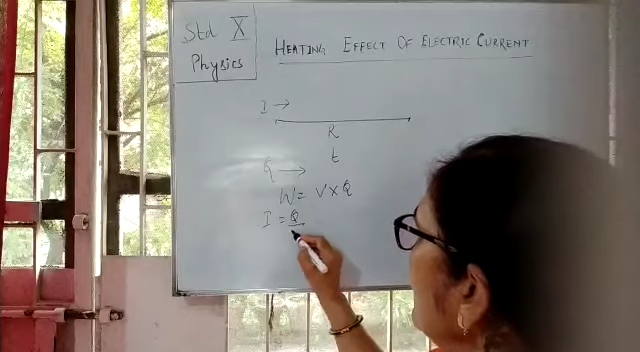 Std X
Physics
HEATING EFFECT OF ELECTRIC CURRENT
I →
R
t
Q →
W = V × Q
I = Q